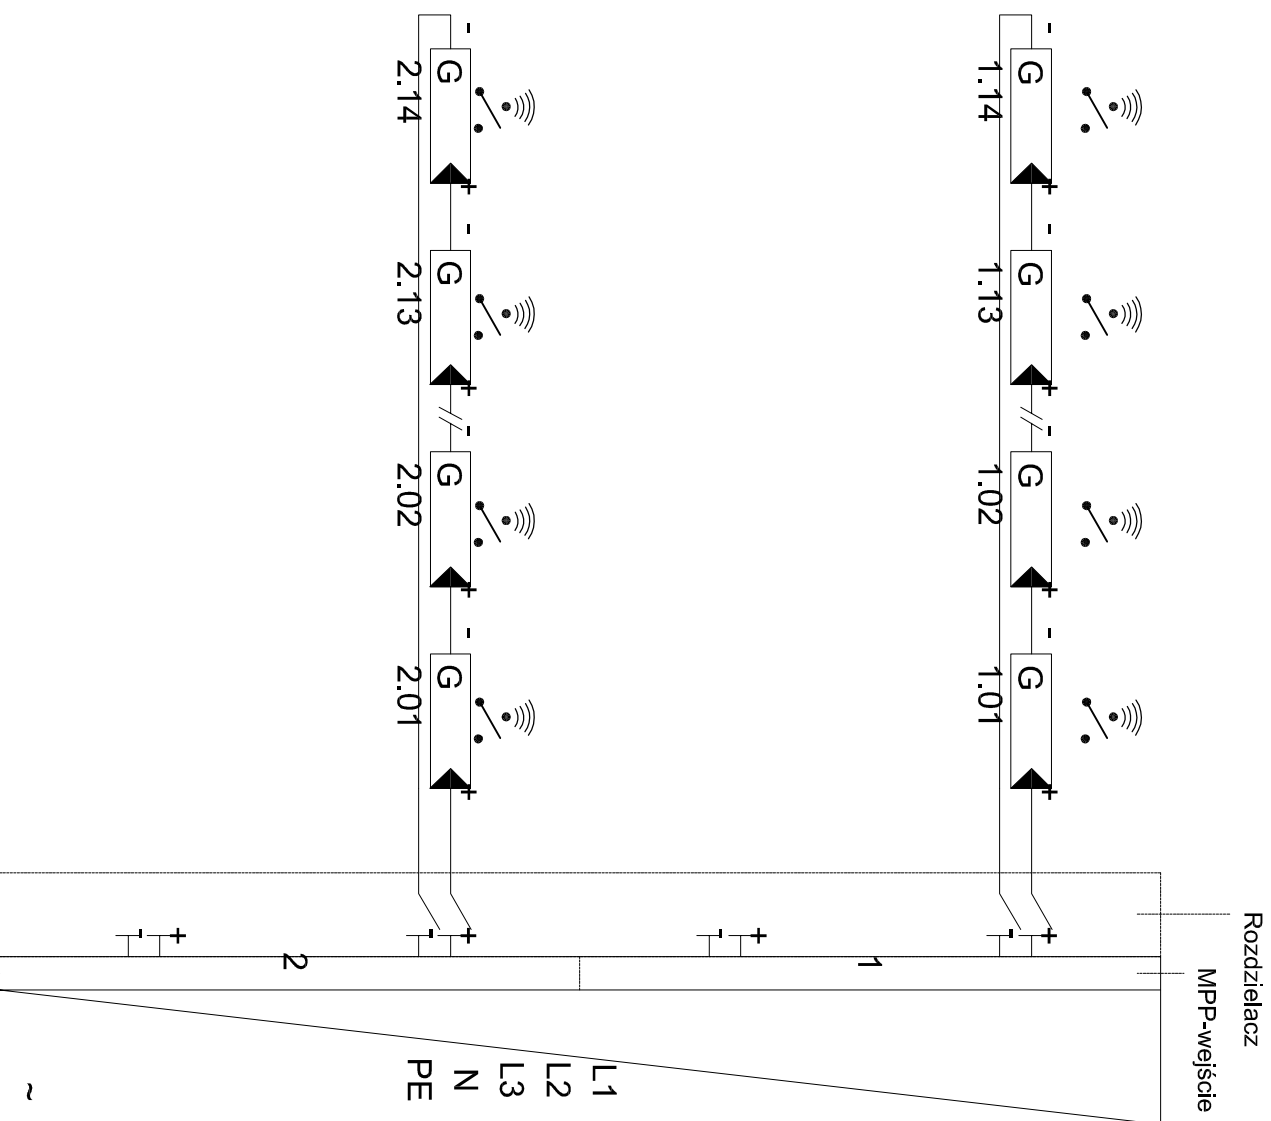 Rozdzielacz
MPP-wejście
- G + 1.14
- G + 1.13
- G + 1.02
- G + 1.01
- + 1 - +
- G + 2.14
- G + 2.13
- G + 2.02
- G + 2.01
- + 2 - +
L1
L2
L3
N
PE
~